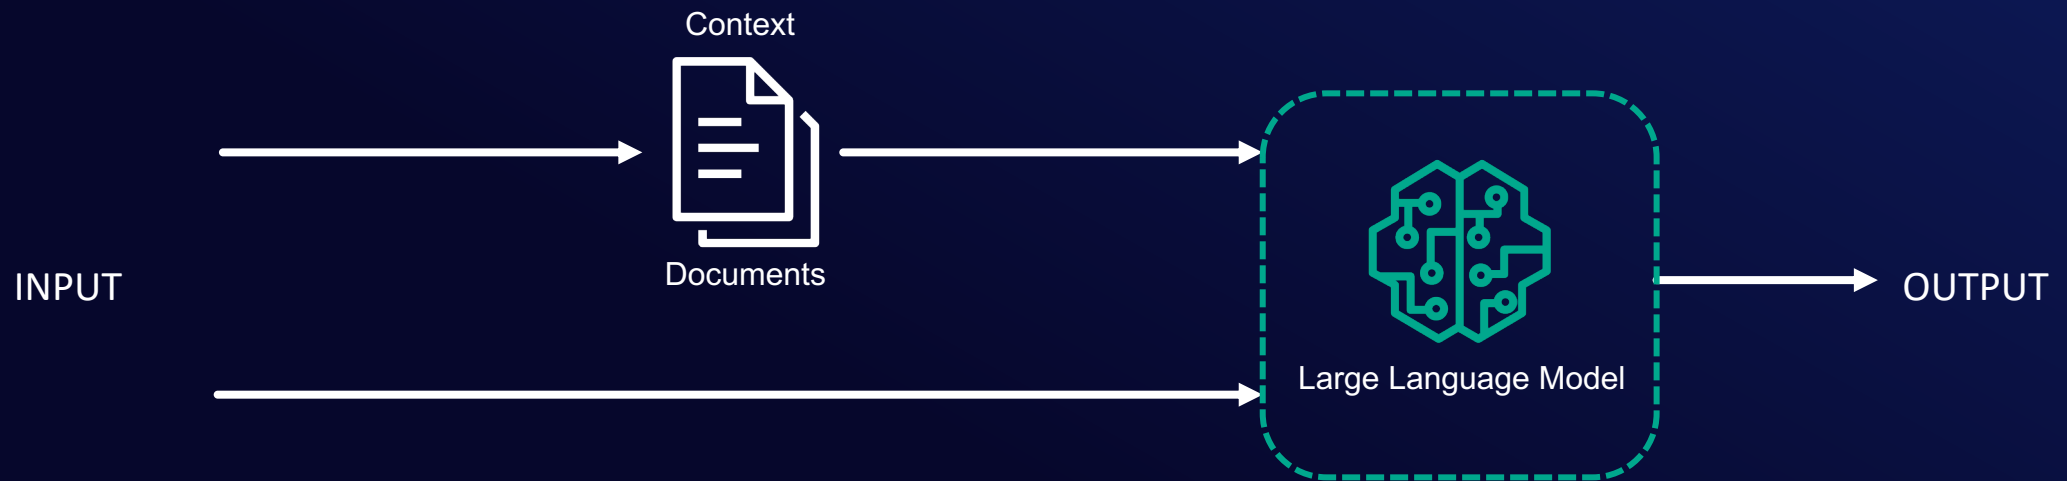 Context
Documents
INPUT
Large Language Model
OUTPUT